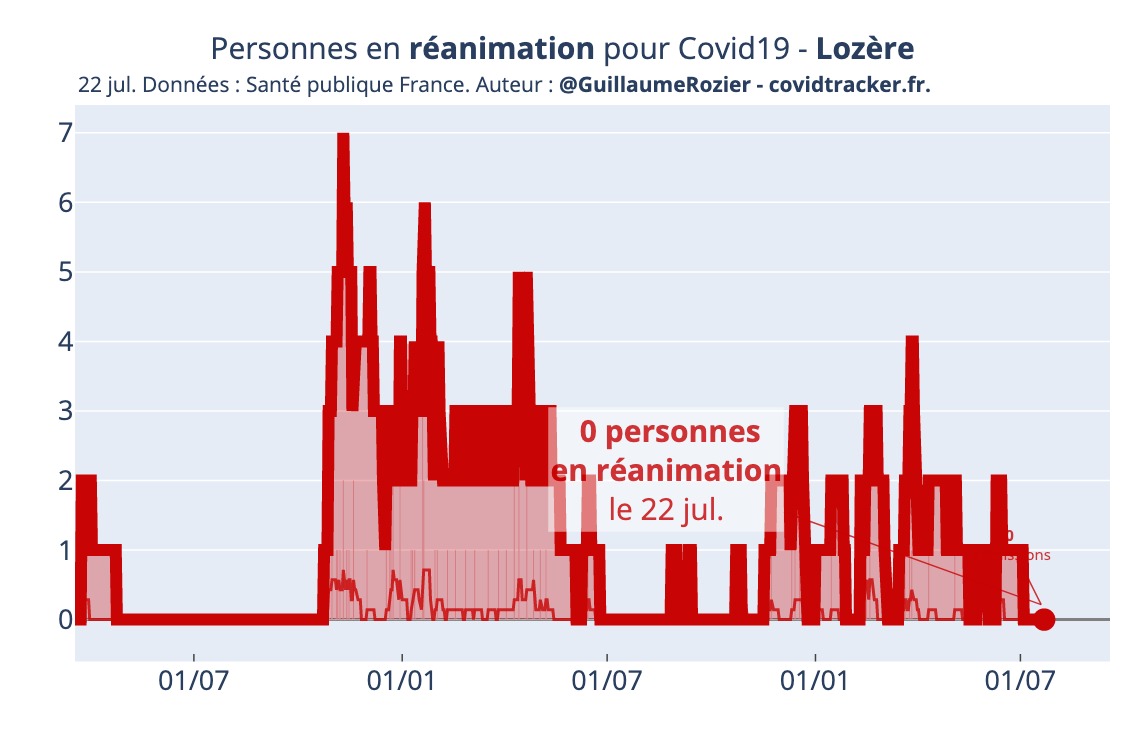 Personnes en réanimation pour Covid19 - Lozère
22 jul. Données : Santé publique France. Auteur : @GuillaumeRozier - covidtracker.fr.
7
6
5
4
3
2
1
0
0 personnes
en réanimation
le 22 jul.
0
01/07
01/01
01/07
01/01
01/07